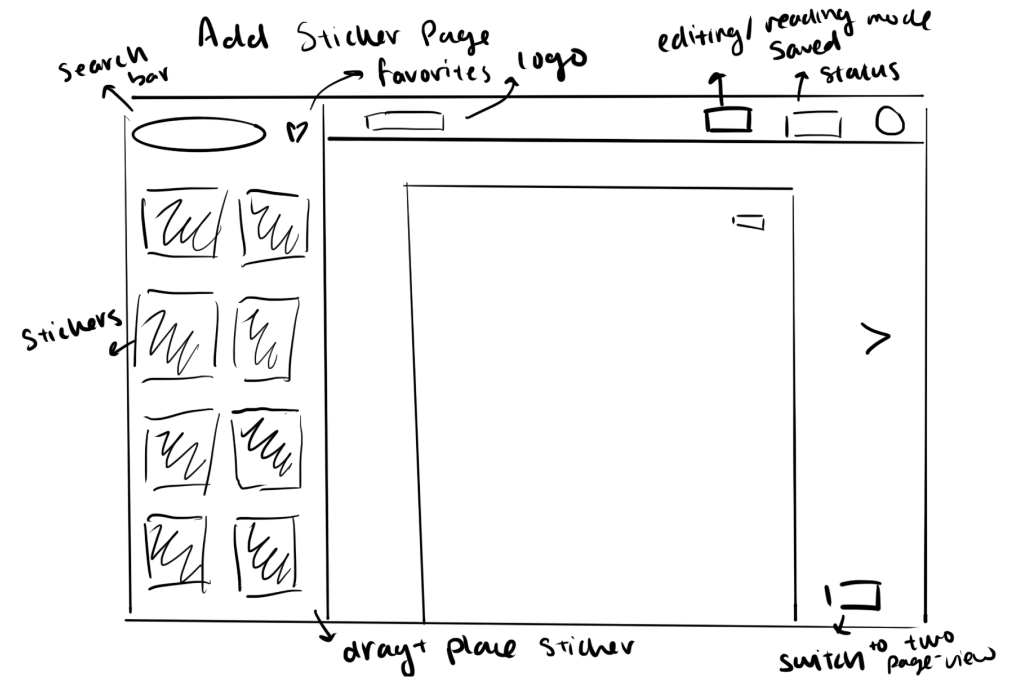 Add Sticker Page
search
bar
favorites
logo
editing/reading mode
saved
status
stickers
drag+ place sticker
switch to two
page-view